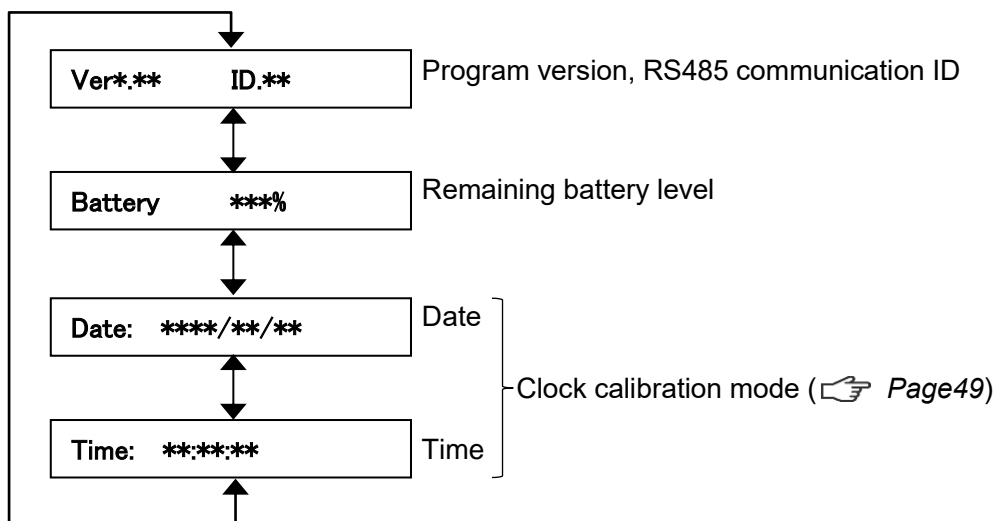 Ver*.** ID.** Program version, RS485 communication ID
Battery ***% Remaining battery level
Date: ****/**/** Date
Clock calibration mode (☞ Page49)
Time: **:**:** Time